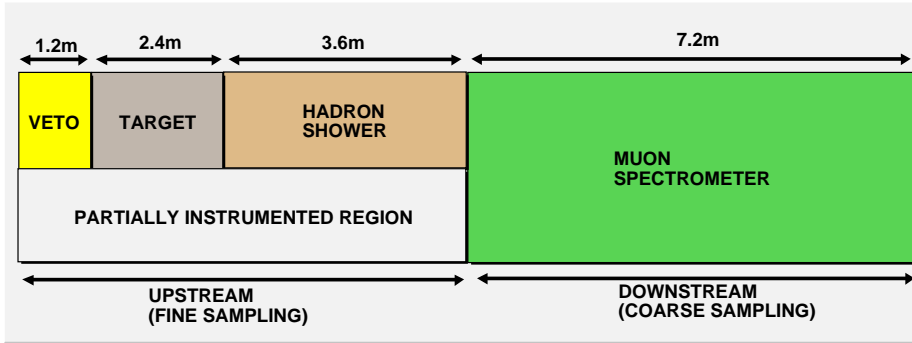 1.2m 2.4m 3.6m 7.2m
VETO TARGET HADRON
SHOWER
MUON
SPECTROMETER
PARTIALLY INSTRUMENTED REGION
UPSTREAM
(FINE SAMPLING)
DOWNSTREAM
(COARSE SAMPLING)